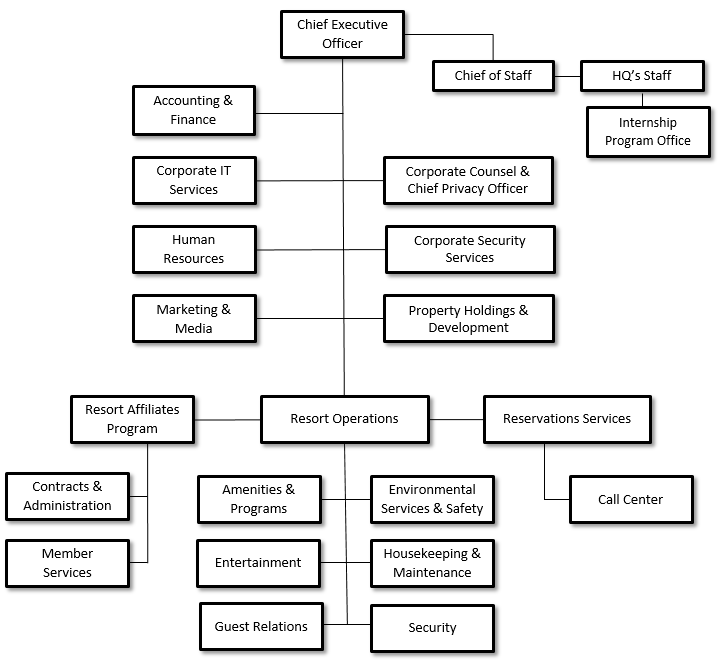 Chief Executive
Officer
Chief of Staff
HQ's Staff
Internship
Program Office
Accounting &
Finance
Corporate IT
Services
Corporate Counsel &
Chief Privacy Officer
Human
Resources
Corporate Security
Services
Marketing &
Media
Property Holdings &
Development
Resort Affiliates
Program
Resort Operations
Reservations Services
Contracts &
Administration
Amenities &
Programs
Environmental
Services & Safety
Call Center
Member
Services
Entertainment
Housekeeping &
Maintenance
Guest Relations
Security